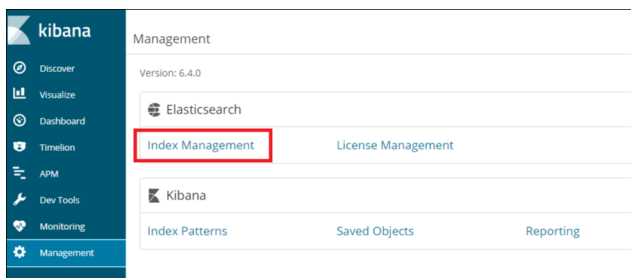 kibana
Discover
Visualize
Dashboard
Timelion
APM
Dev Tools
Monitoring
Management
Management
Version: 6.4.0
Elasticsearch
Index Management License Management
Kibana
Index Patterns Saved Objects Reporting